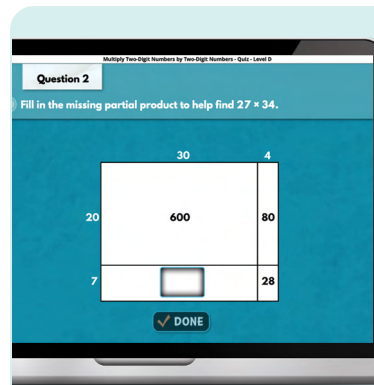 Multiply Two-Digit Numbers by Two-Digit Numbers - Quiz - Level D
Question 2
Fill in the missing partial product to help find 27 × 34.
30 4
20 600 80
7 28
DONE